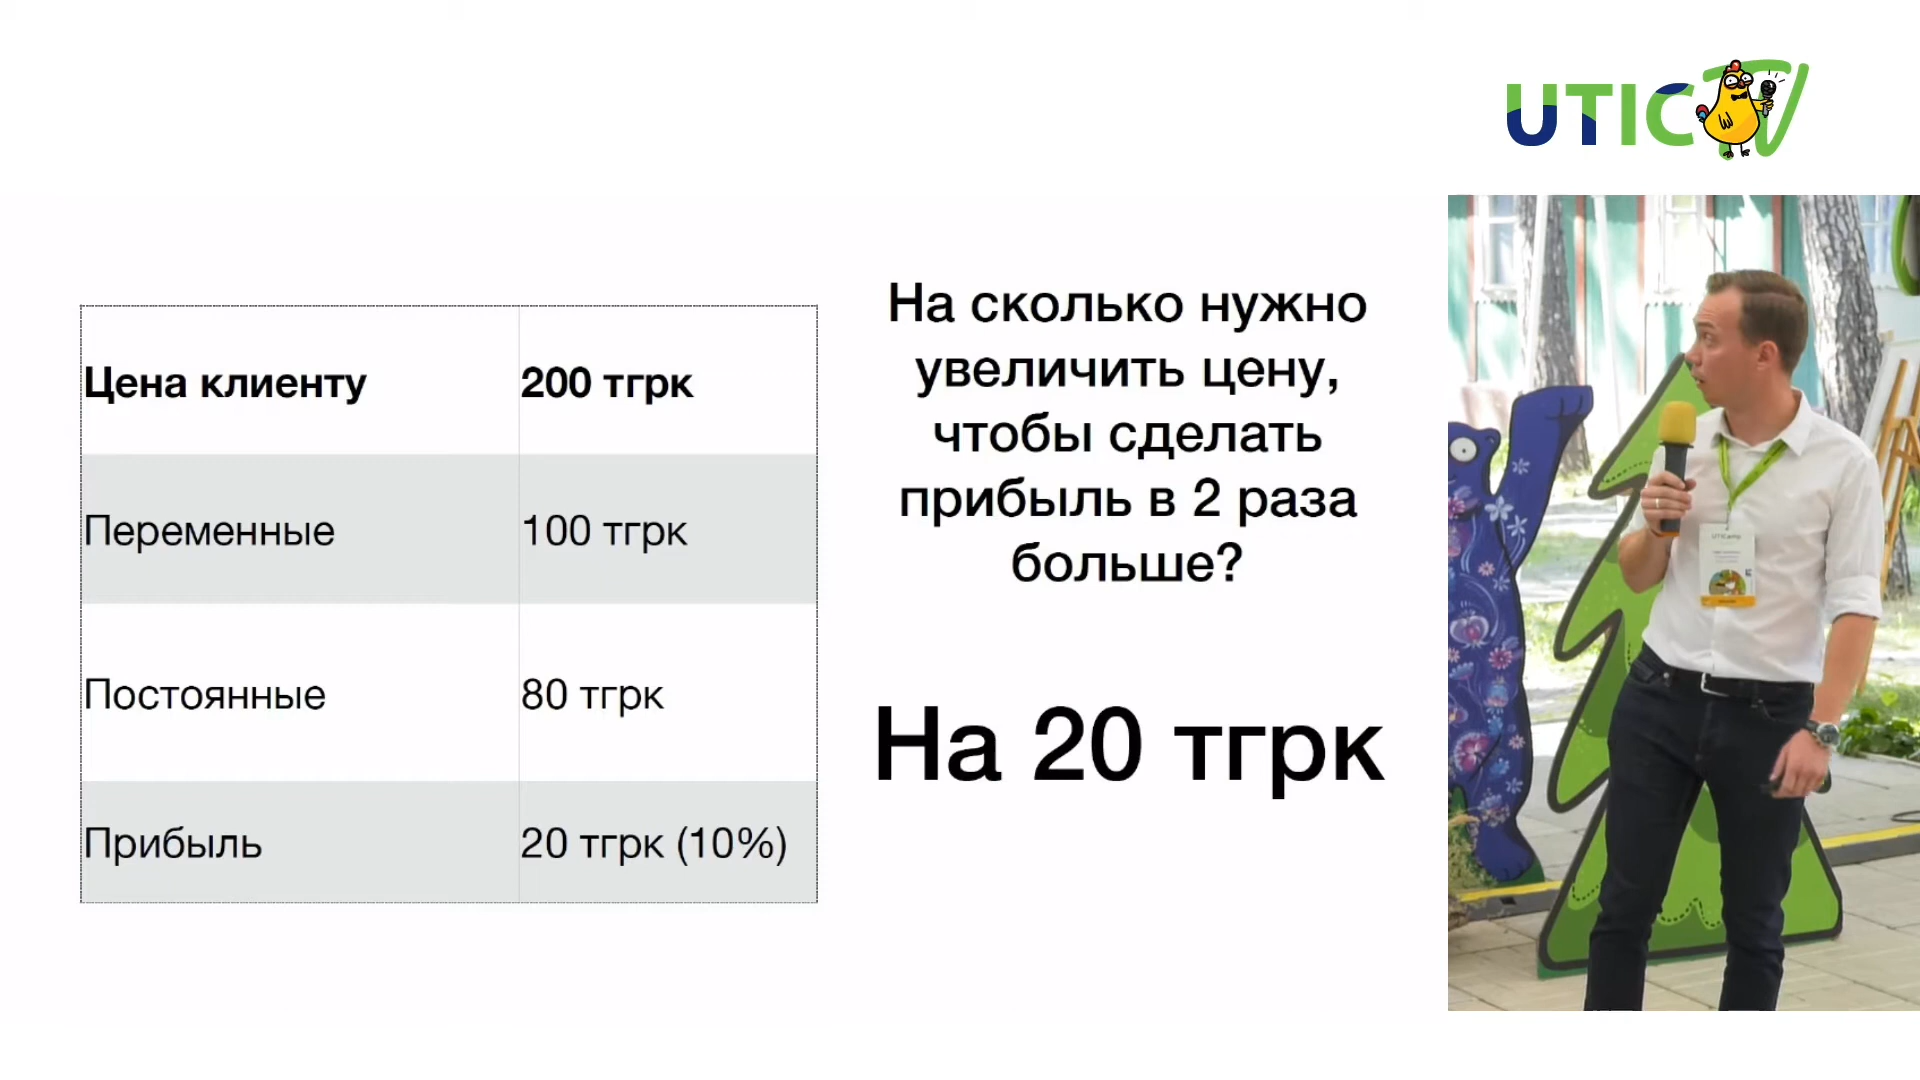 UTIC TV
Цена клиенту 200 тгрк
Переменные 100 тгрк
Постоянные 80 тгрк
Прибыль 20 тгрк (10%)
На сколько нужно
увеличить цену,
чтобы сделать
прибыль в 2 раза
больше?
На 20 тгрк